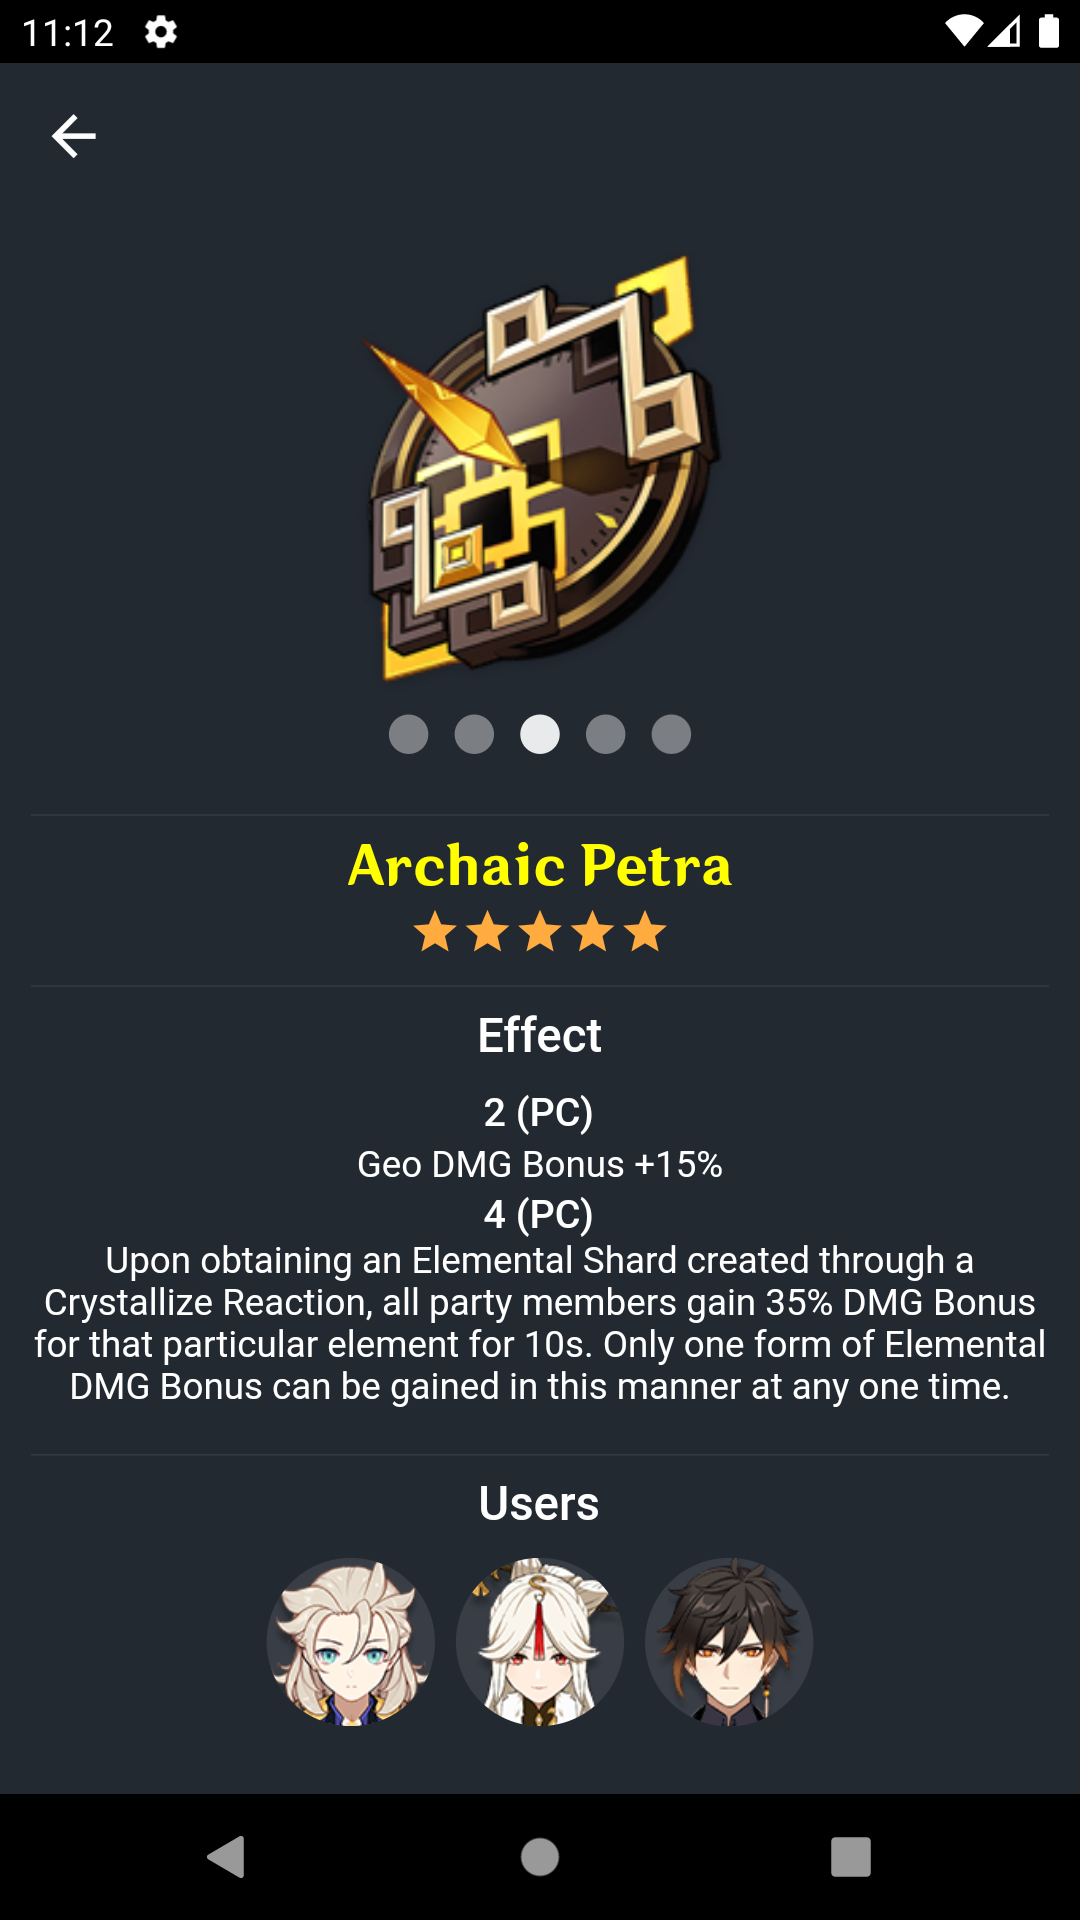 11:12
Archaic Petra
Effect
2 (PC)
Geo DMG Bonus +15%
4 (PC)
Upon obtaining an Elemental Shard created through a
Crystallize Reaction, all party members gain 35% DMG Bonus
for that particular element for 10s. Only one form of Elemental
DMG Bonus can be gained in this manner at any one time.
Users